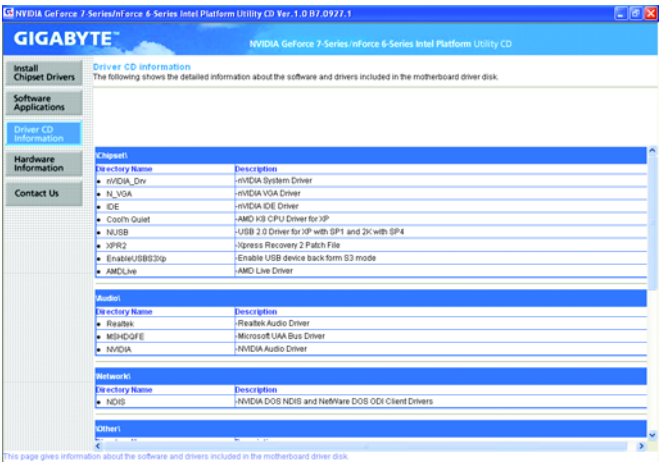 NVIDIA GeForce 7-Series/nForce 6-Series Intel Platform Utility CD Ver.1.0 B7.0927.1
GIGABYTE™
NVIDIA GeForce 7-Series/nForce 6-Series Intel Platform Utility CD
Install
Chipset Drivers
Software
Applications
Driver CD
Information
Hardware
Information
Contact Us
Driver CD information
The following shows the detailed information about the software and drivers included in the motherboard driver disk.
\Chipset\
Directory Name Description
• nVIDIA_Drv -nVIDIA System Driver
• N_VGA -nVIDIA VGA Driver
• IDE -nVIDIA IDE Driver
• Cool'n Quiet -AMD K8 CPU Driver for XP
• NUSB -USB 2.0 Driver for XP with SP1 and 2K with SP4
• XPR2 -Xpress Recovery 2 Patch File
• EnableUSBS3Xp -Enable USB device back form S3 mode
• AMDLive -AMD Live Driver
\Audio\
Directory Name Description
• Realtek -Realtek Audio Driver
• MSHDQFE -Microsoft UAA Bus Driver
• NVIDIA -NVIDIA Audio Driver
\Network\
Directory Name Description
• NDIS -NVIDIA DOS NDIS and NetWare DOS ODI Client Drivers
\Other\
This page gives information about the software and drivers included in the motherboard driver disk.